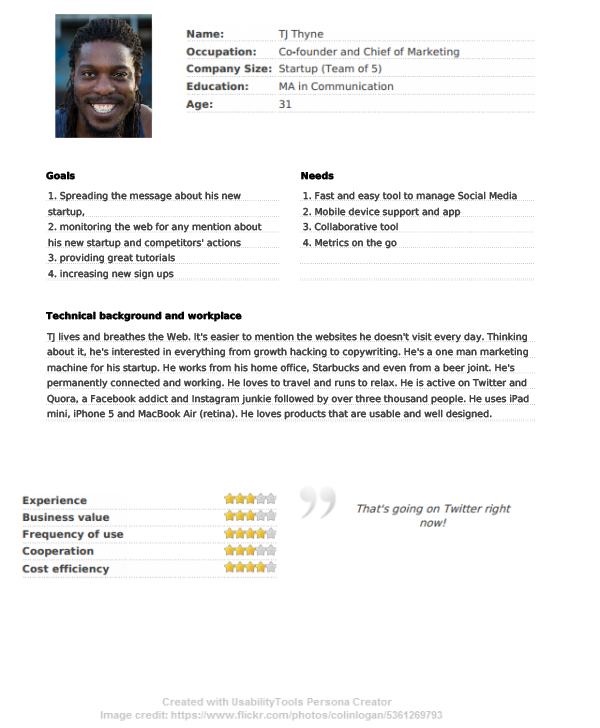 Name: TJ Thyne
Occupation: Co-founder and Chief of Marketing
Company Size: Startup (Team of 5)
Education: MA in Communication
Age: 31
Goals
1. Spreading the message about his new
startup,
2. monitoring the web for any mention about
his new startup and competitors' actions
3. providing great tutorials
4. increasing new sign ups
Needs
1. Fast and easy tool to manage Social Media
2. Mobile device support and app
3. Collaborative tool
4. Metrics on the go
Technical background and workplace
TJ lives and breathes the Web. It's easier to mention the websites he doesn't visit every day. Thinking
about it, he's interested in everything from growth hacking to copywriting. He's a one man marketing
machine for his startup. He works from his home office, Starbucks and even from a beer joint. He's
permanently connected and working. He loves to travel and runs to relax. He is active on Twitter and
Quora, a Facebook addict and Instagram junkie followed by over three thousand people. He uses iPad
mini, iPhone 5 and MacBook Air (retina). He loves products that are usable and well designed.
Experience
Business value
Frequency of use
Cooperation
Cost efficiency
”
That's going on Twitter right
now!
Created with UsabilityTools Persona Creator
Image credit: https://www.flickr.com/photos/colinlogan/5361269793